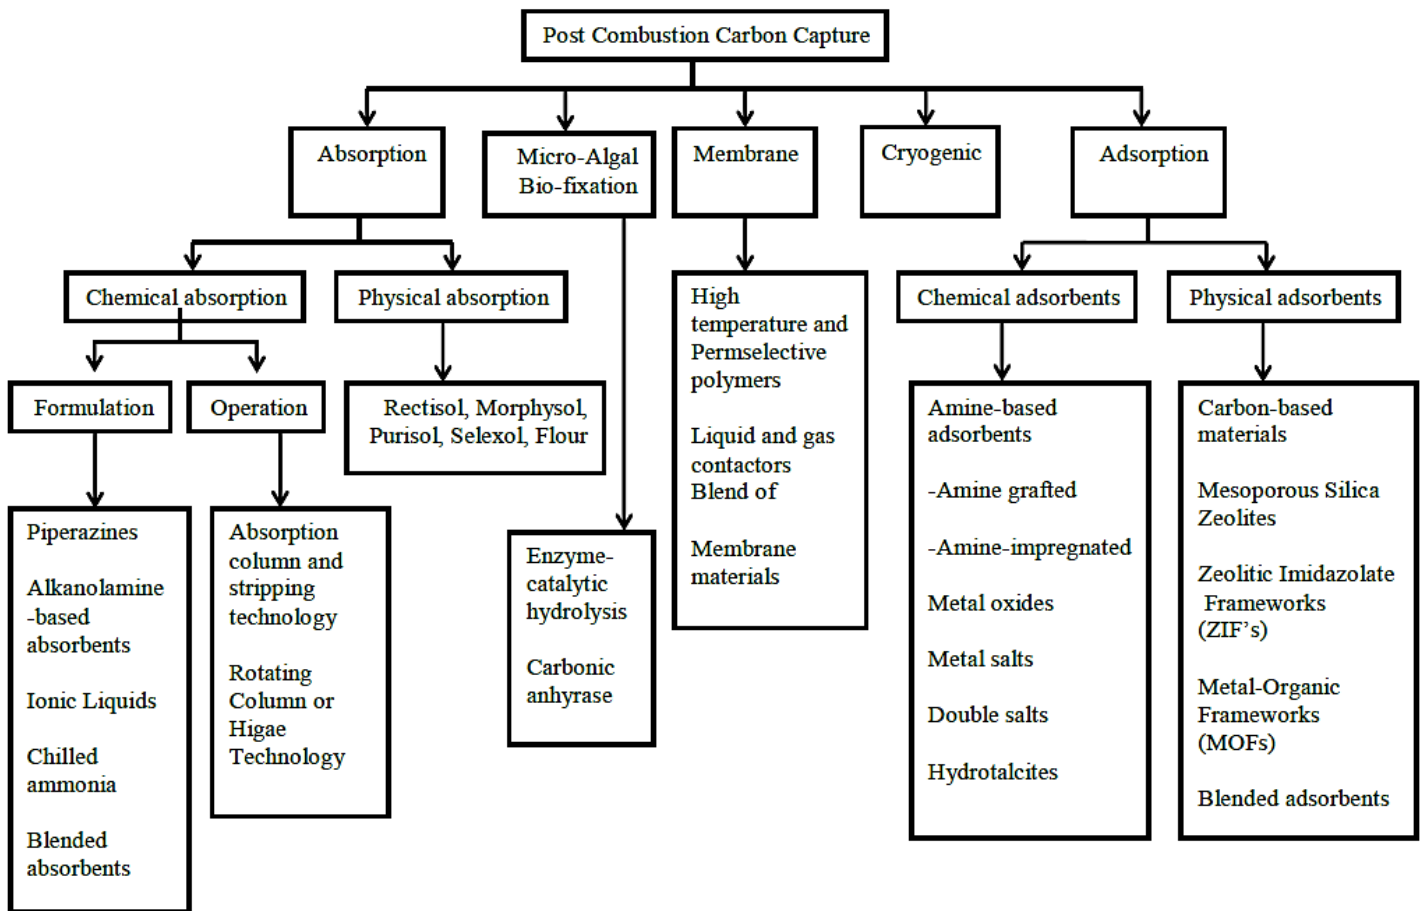 Post Combustion Carbon Capture
Absorption
Micro-Algal
Bio-fixation
Membrane
Cryogenic
Adsorption
Chemical absorption
Physical absorption
High
temperature and
Permselective
polymers
Liquid and gas
contactors
Blend of
Membrane
materials
Chemical adsorbents
Physical adsorbents
Formulation
Operation
Rectisol, Morphysol,
Purisol, Selexol, Flour
Amine-based
adsorbents
-Amine grafted
-Amine-impregnated
Metal oxides
Metal salts
Double salts
Hydrotalcites
Carbon-based
materials
Mesoporous Silica
Zeolites
Zeolitic Imidazolate
Frameworks
(ZIF’s)
Metal-Organic
Frameworks
(MOFs)
Blended adsorbents
Piperazines
Alkanolamine
-based
absorbents
Ionic Liquids
Chilled
ammonia
Blended
absorbents
Absorption
column and
stripping
technology
Rotating
Column or
Higae
Technology
Enzyme-
catalytic
hydrolysis
Carbonic
anhyrase